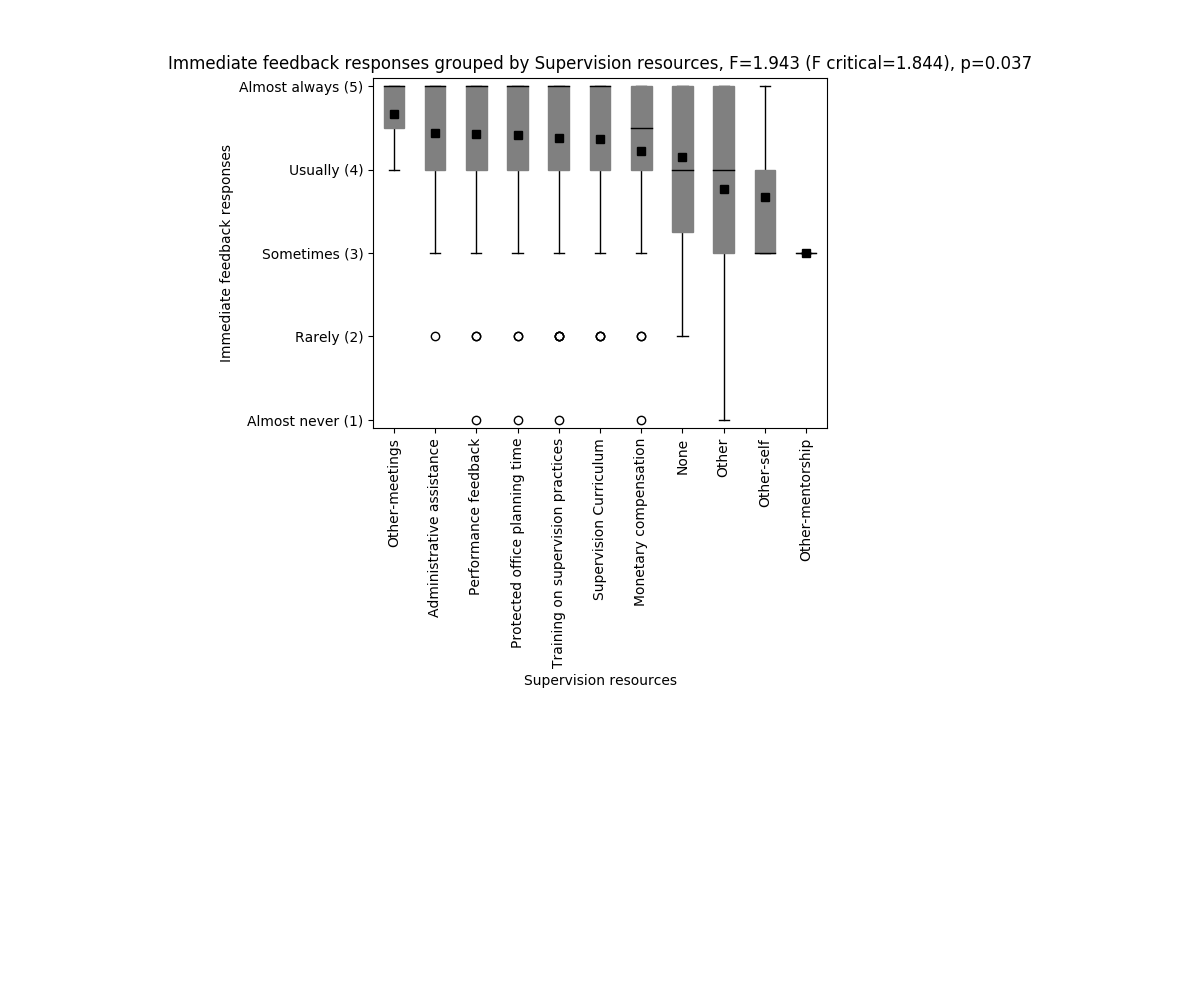 Immediate feedback responses grouped by Supervision resources, F=1.943 (F critical=1.844), p=0.037
Almost always (5)
Usually (4)
Sometimes (3)
Rarely (2)
Almost never (1)
Immediate feedback responses
Other-meetings
Administrative assistance
Performance feedback
Protected office planning time
Training on supervision practices
Supervision Curriculum
Monetary compensation
None
Other
Other-self
Other-mentorship
Supervision resources